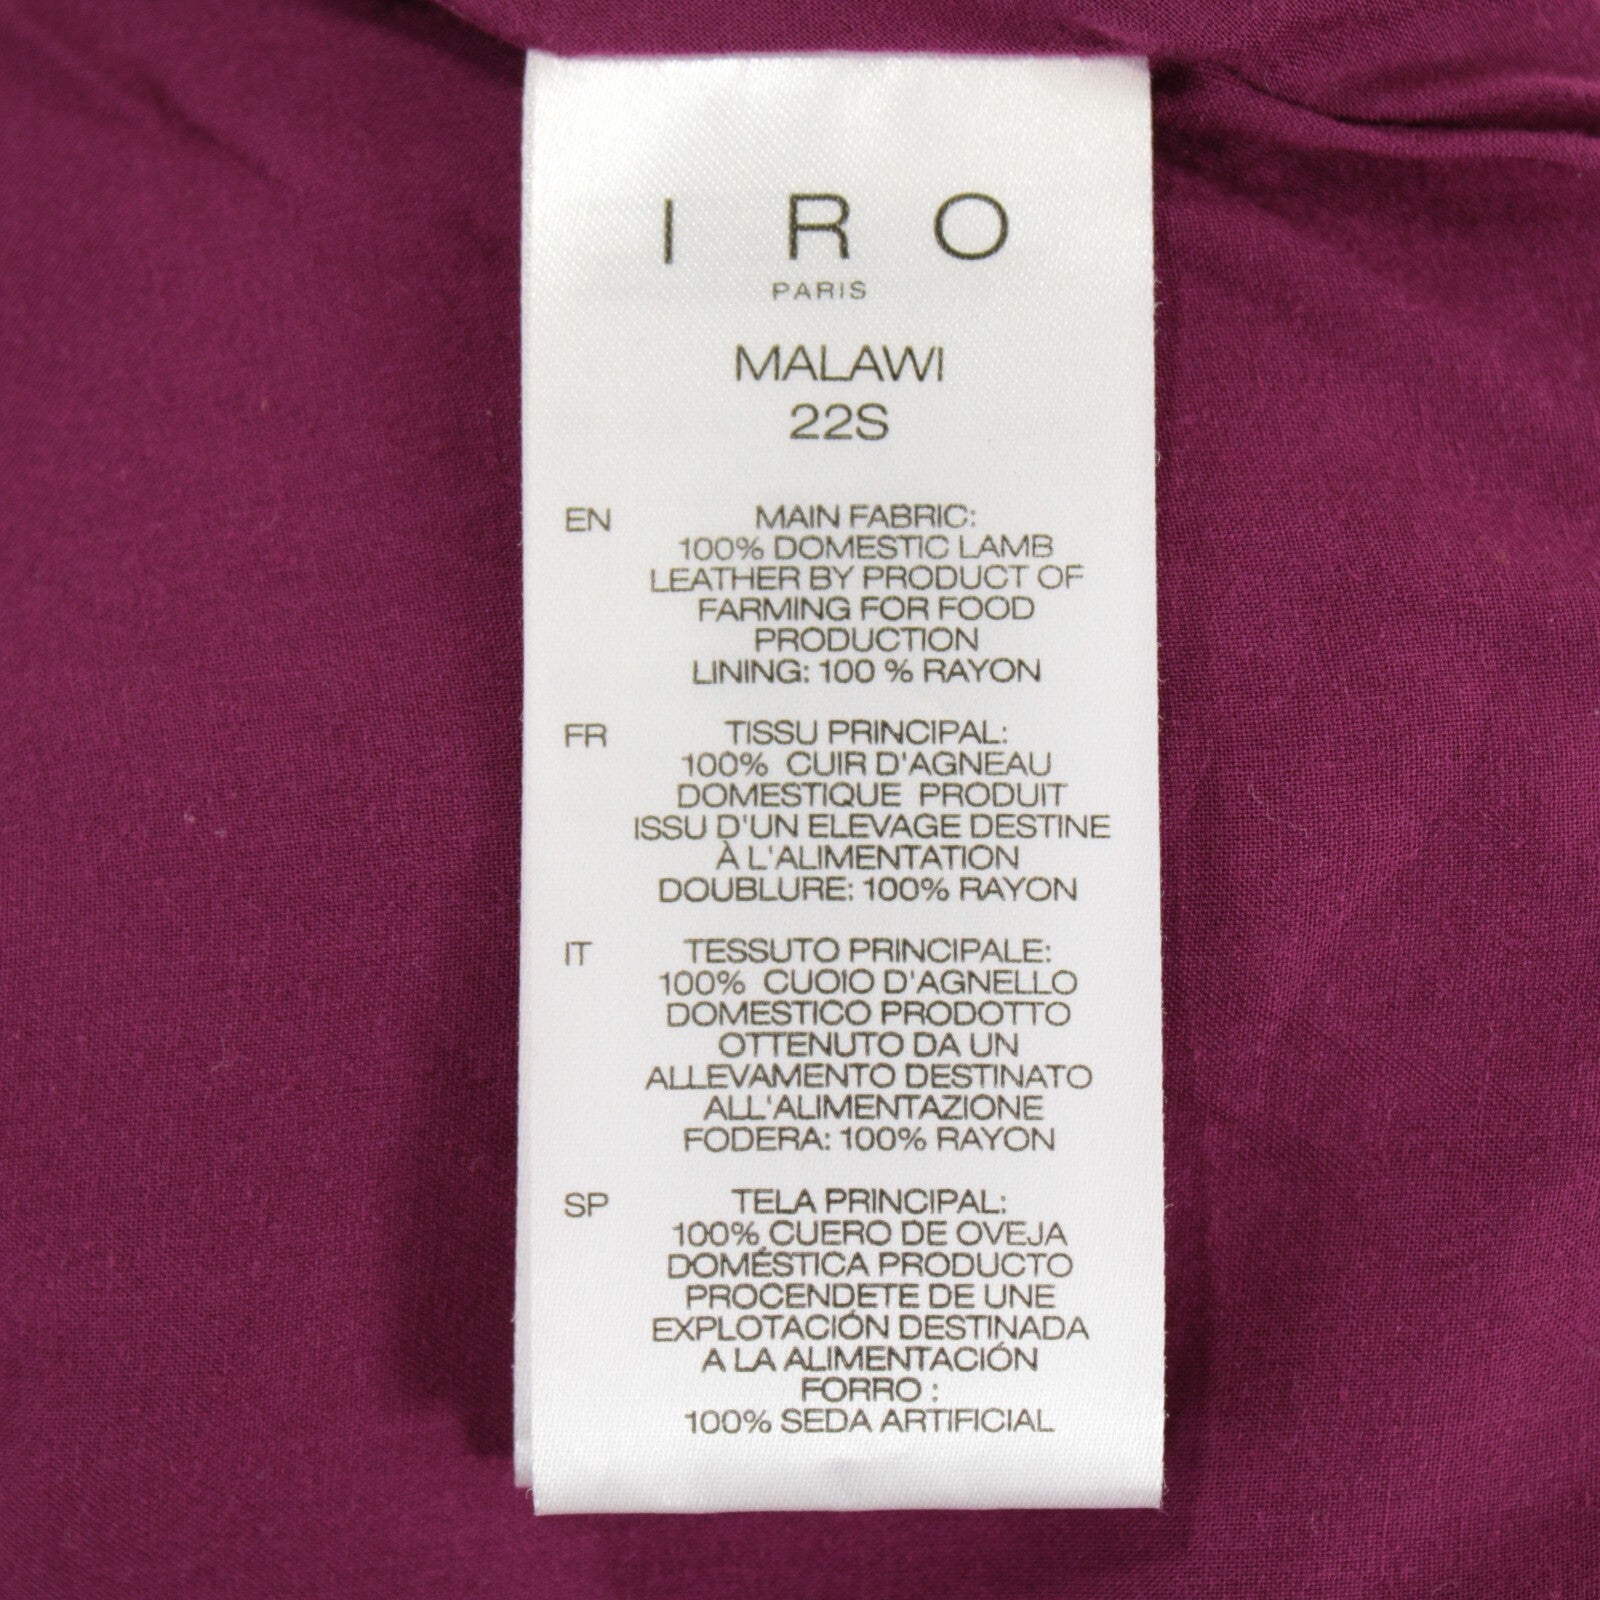 I R O
PARIS
MALAWI
22S
EN MAIN FABRIC:
100% DOMESTIC LAMB
LEATHER BY PRODUCT OF
FARMING FOR FOOD
PRODUCTION
LINING: 100 % RAYON
FR TISSU PRINCIPAL:
100% CUIR D'AGNEAU
DOMESTIQUE PRODUIT
ISSU D'UN ELEVAGE DESTINE
À L'ALIMENTATION
DOUBLURE: 100% RAYON
IT TESSUTO PRINCIPALE:
100% CUOIO D'AGNELLO
DOMESTICO PRODOTTO
OTTENUTO DA UN
ALLEVAMENTO DESTINATO
ALL'ALIMENTAZIONE
FODERA: 100% RAYON
SP TELA PRINCIPAL:
100% CUERO DE OVEJA
DOMÉSTICA PRODUCTO
PROCENDETE DE UNE
EXPLOTACIÓN DESTINADA
A LA ALIMENTACIÓN
FORRO :
100% SEDA ARTIFICIAL